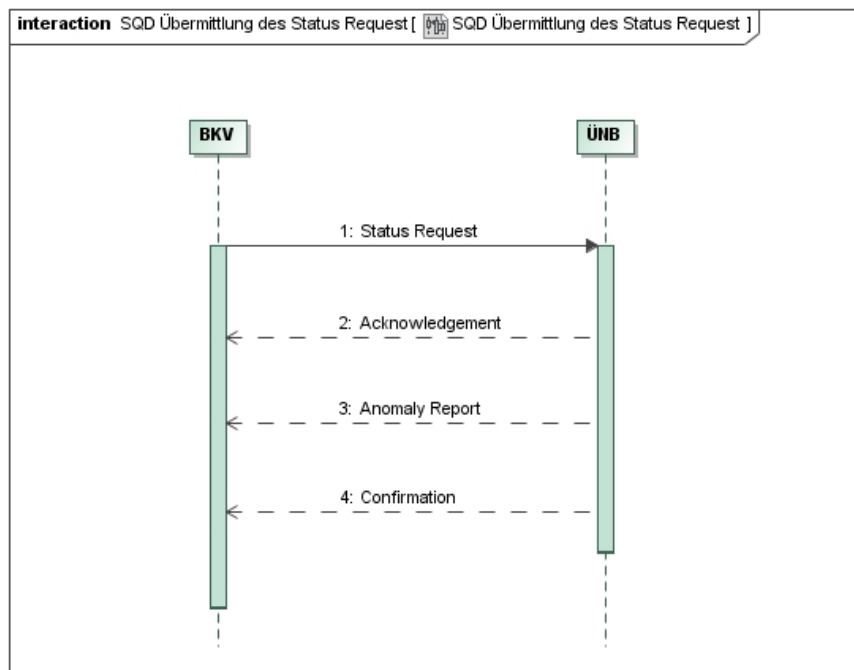 interaction SQD Übermittlung des Status Request [ SQD Übermittlung des Status Request ]
BKV
ÜNB
1: Status Request
2: Acknowledgement
3: Anomaly Report
4: Confirmation